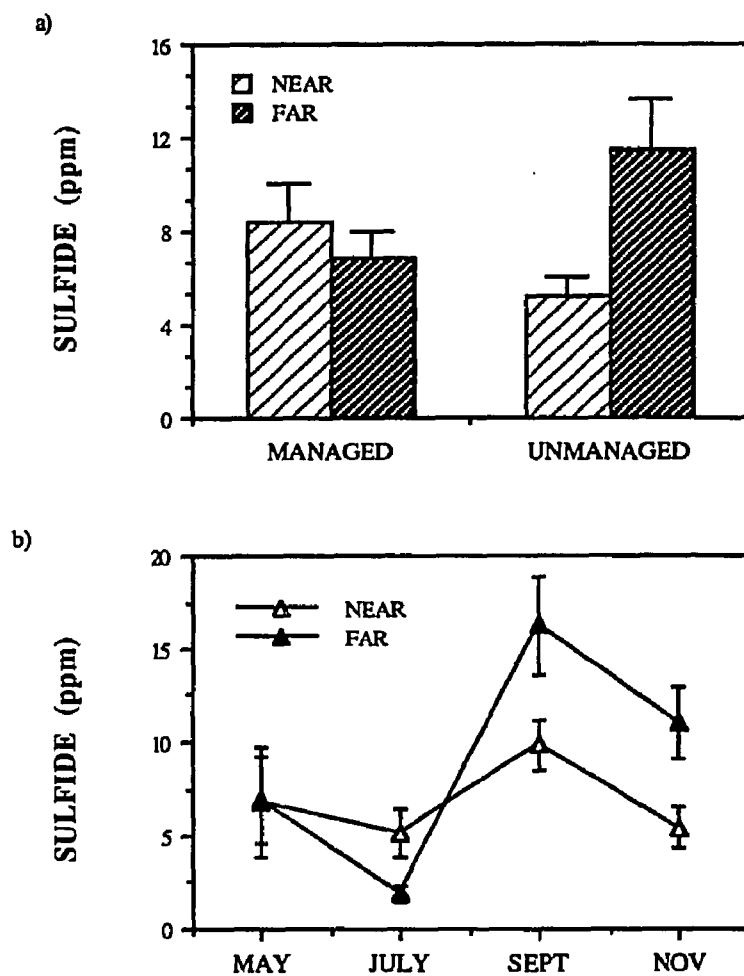 a)
SULFIDE (ppm)
16
12
8
4
0
NEAR
FAR
MANAGED UNMANAGED
b)
SULFIDE (ppm)
20
15
10
5
0
NEAR
FAR
MAY JULY SEPT NOV